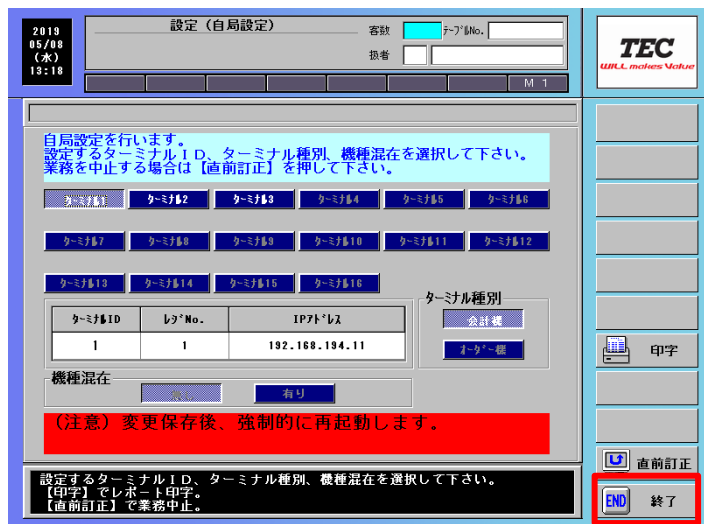 2019
05/08
(水)
13:18
設定（自局設定）
客数
ﾃｰﾌﾞﾙNo.
扱者
M 1
TEC
WILL makes Value
自局設定を行います。
設定するターミナルＩＤ、ターミナル種別、機種混在を選択して下さい。
業務を中止する場合は【直前訂正】を押して下さい。
ﾀｰﾐﾅﾙ1 ﾀｰﾐﾅﾙ2 ﾀｰﾐﾅﾙ3 ﾀｰﾐﾅﾙ4 ﾀｰﾐﾅﾙ5 ﾀｰﾐﾅﾙ6
ﾀｰﾐﾅﾙ7 ﾀｰﾐﾅﾙ8 ﾀｰﾐﾅﾙ9 ﾀｰﾐﾅﾙ10 ﾀｰﾐﾅﾙ11 ﾀｰﾐﾅﾙ12
ﾀｰﾐﾅﾙ13 ﾀｰﾐﾅﾙ14 ﾀｰﾐﾅﾙ15 ﾀｰﾐﾅﾙ16
ﾀｰﾐﾅﾙID ﾚｼﾞNo. IPｱﾄﾞﾚｽ
1 1 192.168.194.11
ターミナル種別
会計機
ｵｰﾀﾞｰ機
機種混在
有り
（注意）変更保存後、強制的に再起動します。
設定するターミナルＩＤ、ターミナル種別、機種混在を選択して下さい。
【印字】でレポート印字。
【直前訂正】で業務中止。
印字
直前訂正
END 終了